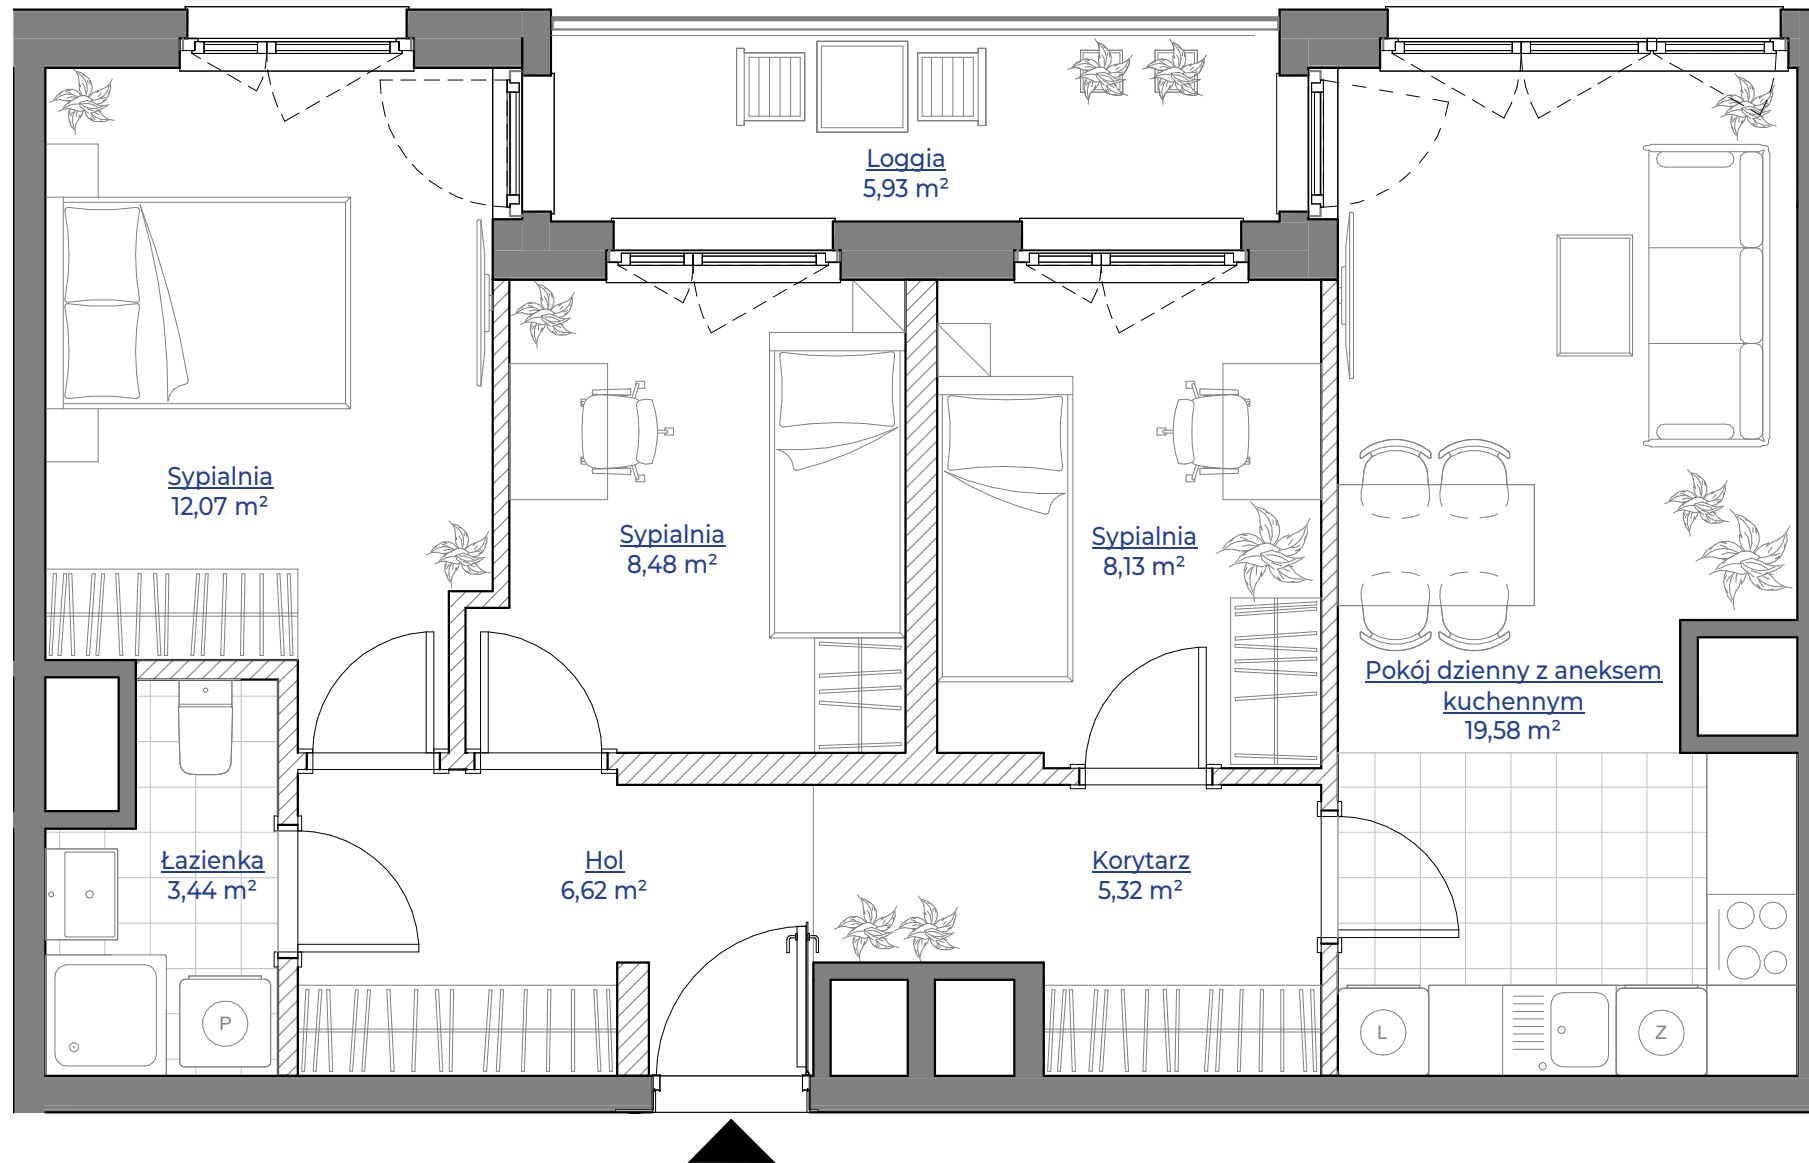 Loggia
5,93 m²
Sypialnia
12,07 m²
Sypialnia
8,48 m²
Sypialnia
8,13 m²
Pokój dzienny z aneksem
kuchennym
19,58 m²
Łazienka
3,44 m²
Hol
6,62 m²
Korytarz
5,32 m²
P
L
Z